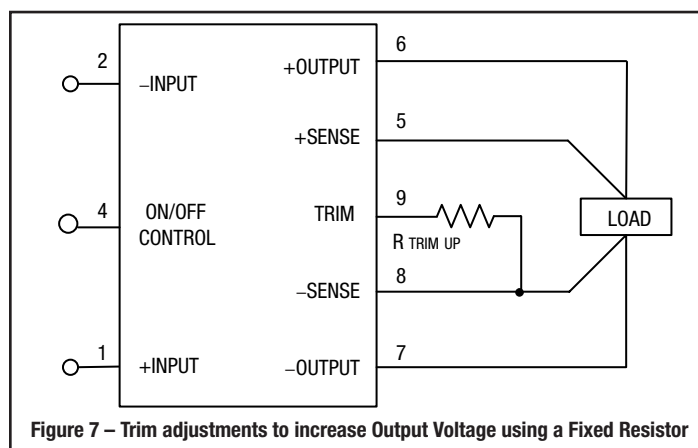 2
−INPUT
+OUTPUT
6
+SENSE
5
4
ON/OFF
CONTROL
TRIM
9
R TRIM UP
LOAD
−SENSE
8
1
+INPUT
−OUTPUT
7
Figure 7 – Trim adjustments to increase Output Voltage using a Fixed Resistor